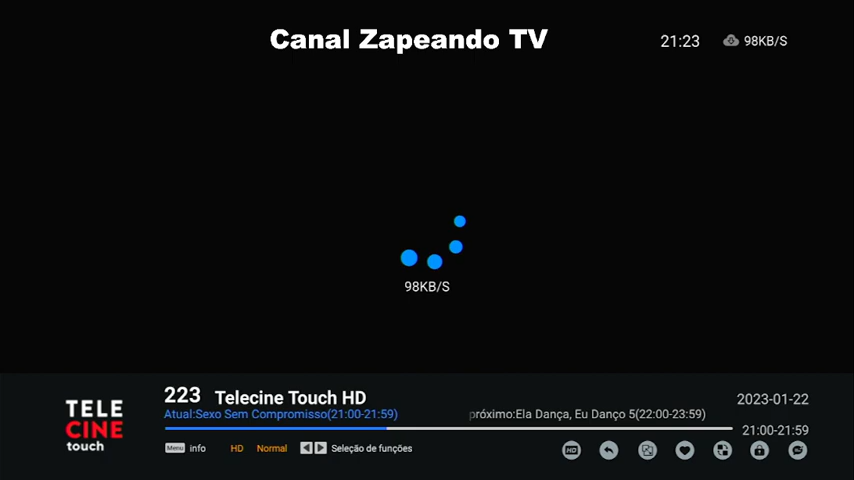 Canal Zapeando TV
21:23
98KB/S
98KB/S
TELE
CINE
touch
223 Telecine Touch HD
2023-01-22
Atual:Sexo Sem Compromisso(21:00-21:59)
próximo:Ela Dança, Eu Danço 5(22:00-23:59)
21:00-21:59
Menu info HD Normal Seleção de funções
HD